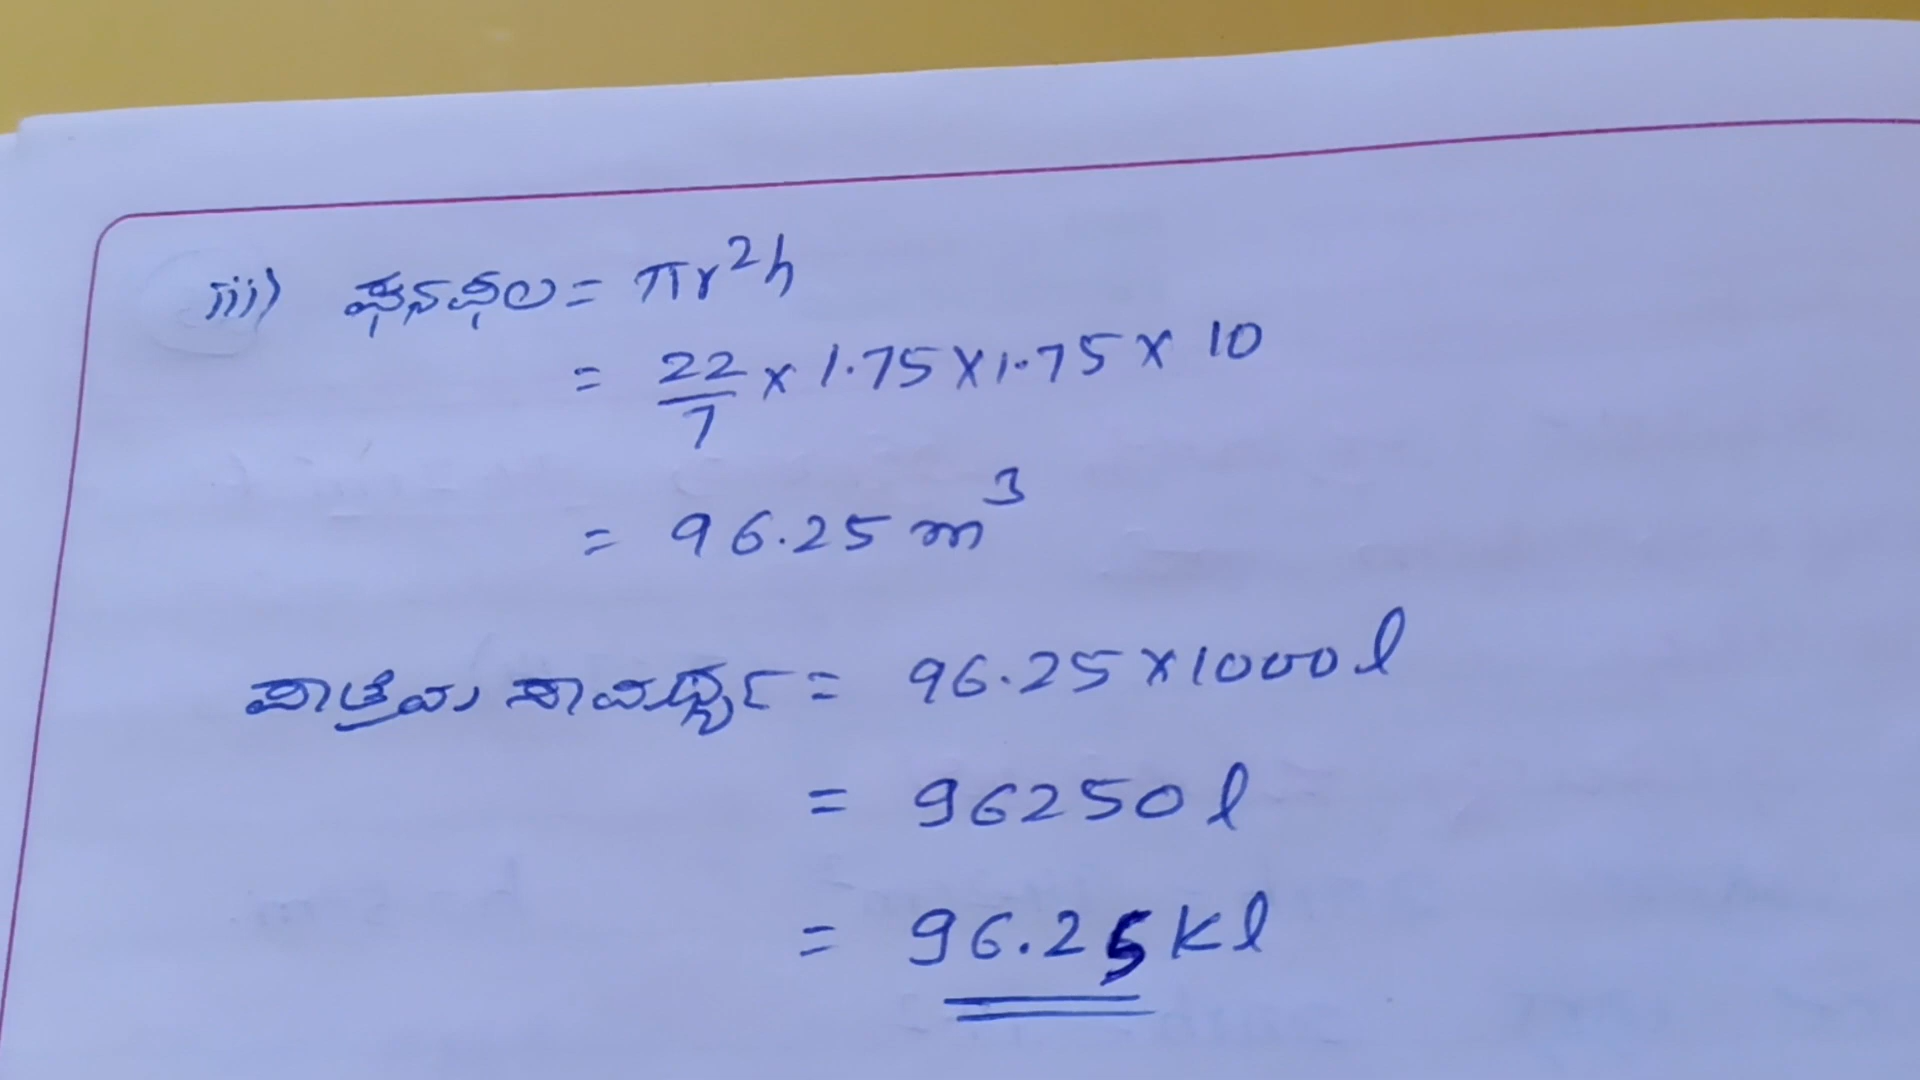 iii) ಘನಫಲ = πr²h
= 22/7 × 1.75 × 1.75 × 10
= 96.25 m³
ಪಾತ್ರೆಯ ಸಾಮರ್ಥ್ಯ = 96.25 × 1000 l
= 96250 l
= 96.25 Kl